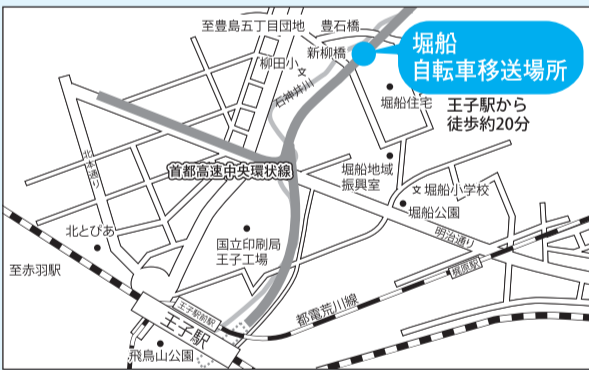 至豊島五丁目団地
豊石橋
新柳橋
柳田小
石神井川
堀船
自転車移送場所
王子駅から
徒歩約20分
堀船住宅
北本通り
首都高速中央環状線
堀船地域
振興室
堀船小学校
堀船公園
明治通り
北とぴあ
国立印刷局
王子工場
梶原駅
至赤羽駅
都電荒川線
王子駅前駅
王子駅
飛鳥山公園